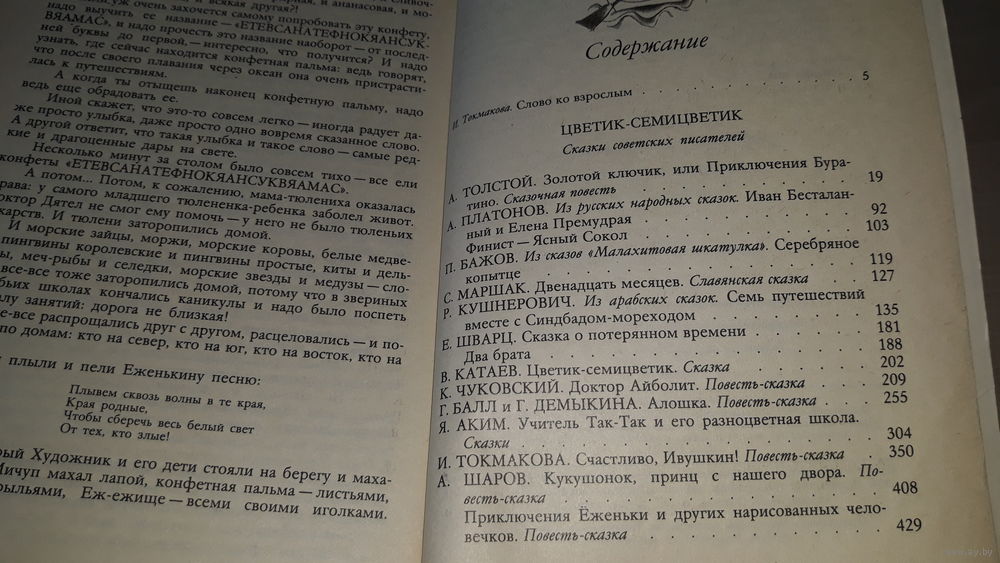 надо выучить ее название — «ЕТЕВСАНАТЕФНОКЯАНСУК-
ВЯАМАС», и надо прочесть это название наоборот — от послед-
ней буквы до первой, — интересно, что получится? И надо
узнать, где сейчас находится конфетная пальма: ведь говорят,
что после своего плавания через океан она очень пристрасти-
лась к путешествиям.
А когда ты отыщешь наконец конфетную пальму, надо
ведь еще обрадовать ее.
Иной скажет, что это-то совсем легко — иногда радует да-
же просто улыбка, даже просто одно вовремя сказанное слово.
А другой ответит, что такая улыбка и такое слово — самые ред-
кие и драгоценные дары на свете.
Несколько минут за столом было совсем тихо — все ели
конфеты «ЕТЕВСАНАТЕФНОКЯАНСУКВЯАМАС».
А потом... Потом, к сожалению, мама-тюлениха оказалась
права: у самого младшего тюлененка-ребенка заболел живот.
октор Дятел не смог ему помочь — у него не было тюленьих
карств. И тюлени заторопились домой.
И морские зайцы, моржи, морские коровы, белые медве-
пингвины королевские и пингвины простые, киты и дель-
ы, меч-рыбы и селедки, морские звезды и медузы — сло-
все-все тоже заторопились домой, потому что в звериных
бьих школах кончались каникулы и надо было поспеть
алу занятий: дорога не близкая!
е-все распрощались друг с другом, расцеловались — и по-
по домам: кто на север, кто на юг, кто на восток, кто на
плыли и пели Еженькину песню:
Плывем сквозь волны в те края,
Края родные,
Чтобы сберечь весь белый свет
От тех, кто злые!
рый Художник и его дети стояли на берегу и маха-
Мичуп махал лапой, конфетная пальма — листьями,
рыльями, Еж-ежище — всеми своими иголками.
Содержание
И. Токмакова. Слово ко взрослым . . . . . . . . . . 5
ЦВЕТИК-СЕМИЦВЕТИК
Сказки советских писателей
А. ТОЛСТОЙ. Золотой ключик, или Приключения Бура-
тино. Сказочная повесть . . . . . . . . . . 19
А. ПЛАТОНОВ. Из русских народных сказок. Иван Бесталан-
ный и Елена Премудрая . . . . . . . . . . 92
Финист — Ясный Сокол . . . . . . . . . . 103
П. БАЖОВ. Из сказов «Малахитовая шкатулка». Серебряное
копытце . . . . . . . . . . 119
С. МАРШАК. Двенадцать месяцев. Славянская сказка . . . 127
Р. КУШНЕРОВИЧ. Из арабских сказок. Семь путешествий
вместе с Синдбадом-мореходом . . . . . . . . 135
Е. ШВАРЦ. Сказка о потерянном времени . . . . . . 181
Два брата . . . . . . . . . . 188
В. КАТАЕВ. Цветик-семицветик. Сказка . . . . . . 202
К. ЧУКОВСКИЙ. Доктор Айболит. Повесть-сказка . . . 209
Г. БАЛЛ и Г. ДЕМЫКИНА. Алошка. Повесть-сказка . . . 255
Я. АКИМ. Учитель Так-Так и его разноцветная школа.
Сказки . . . . . . . . . . 304
И. ТОКМАКОВА. Счастливо, Ивушкин! Повесть-сказка . 350
А. ШАРОВ. Кукушонок, принц с нашего двора. По-
весть-сказка . . . . . . . . . . 408
Приключения Ёженьки и других нарисованных чело-
вечков. Повесть-сказка . . . . . . . . 429